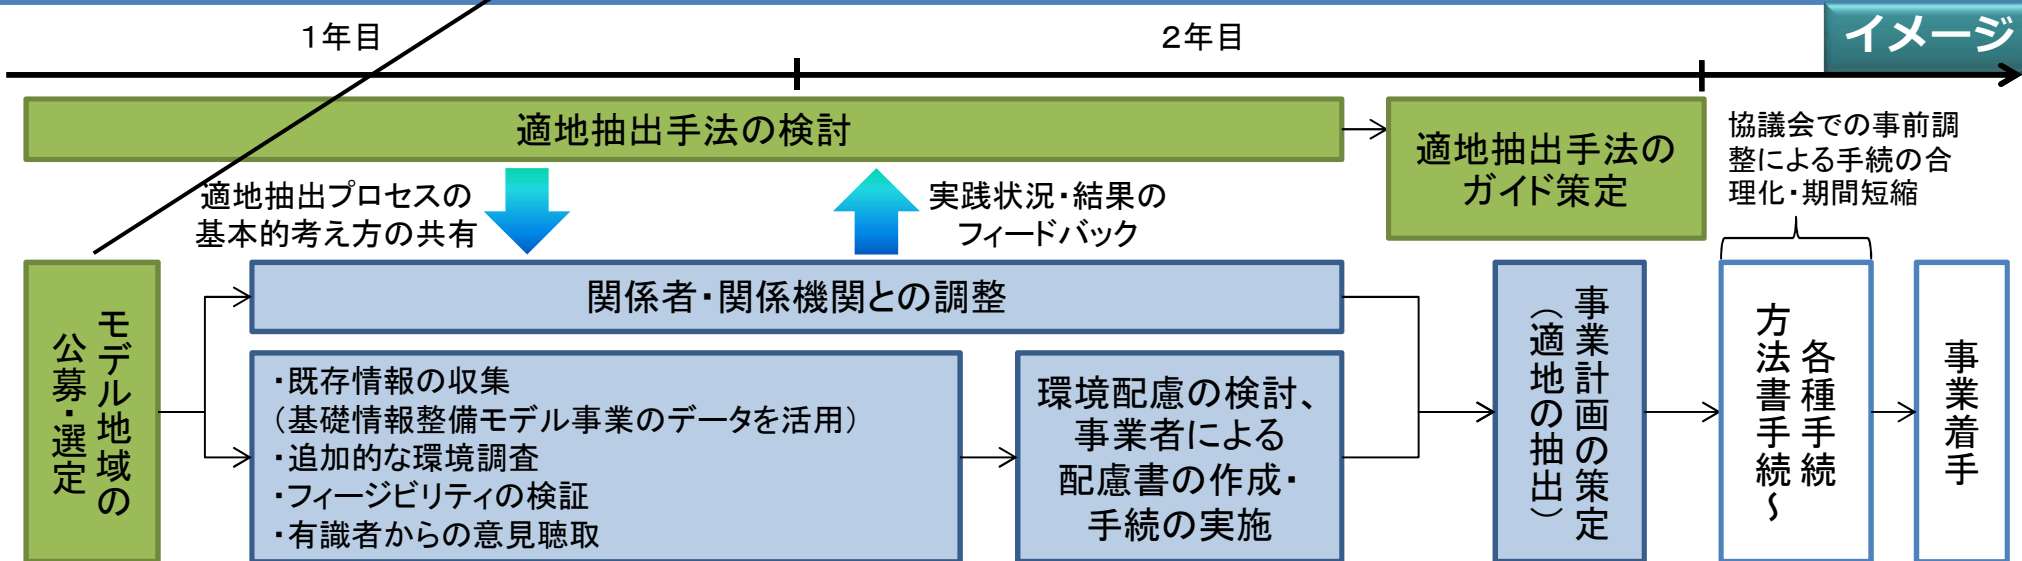 1年目
2年目
イメージ
適地抽出手法の検討
適地抽出手法の
ガイド策定
協議会での事前調
整による手続の合
理化・期間短縮
適地抽出プロセスの
基本的考え方の共有
実践状況・結果の
フィードバック
モデル地域の
公募・選定
関係者・関係機関との調整
・既存情報の収集
(基礎情報整備モデル事業のデータを活用)
・追加的な環境調査
・フィージビリティの検証
・有識者からの意見聴取
環境配慮の検討、
事業者による
配慮書の作成・
手続の実施
事業計画の策定
(適地の抽出)
各種手続
方法書手続~
事業着手